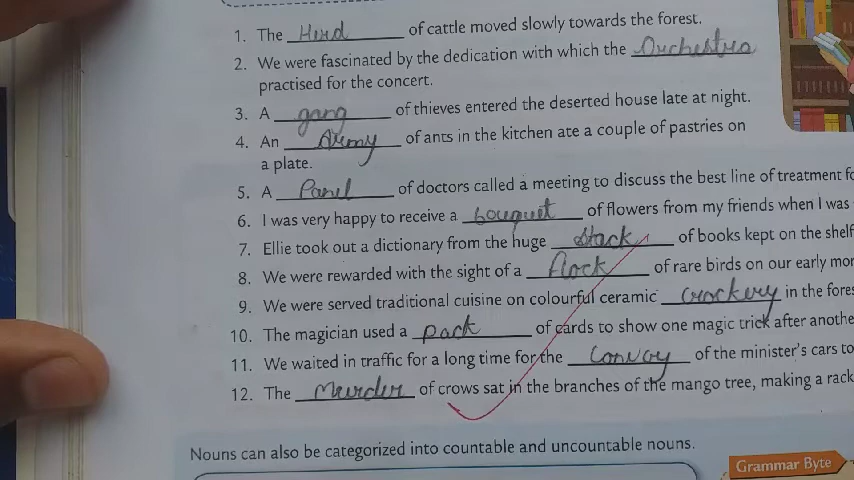 1. The Herd of cattle moved slowly towards the forest.
2. We were fascinated by the dedication with which the Orchestra
practised for the concert.
3. A gang of thieves entered the deserted house late at night.
4. An Army of ants in the kitchen ate a couple of pastries on
a plate.
5. A Panel of doctors called a meeting to discuss the best line of treatment fo
6. I was very happy to receive a bouquet of flowers from my friends when I was
7. Ellie took out a dictionary from the huge stack of books kept on the shelf
8. We were rewarded with the sight of a flock of rare birds on our early mor
9. We were served traditional cuisine on colourful ceramic crockery in the fores
10. The magician used a pack of cards to show one magic trick after anothe
11. We waited in traffic for a long time for the Convoy of the minister's cars to
12. The Murder of crows sat in the branches of the mango tree, making a rack
Nouns can also be categorized into countable and uncountable nouns.
Grammar Byte